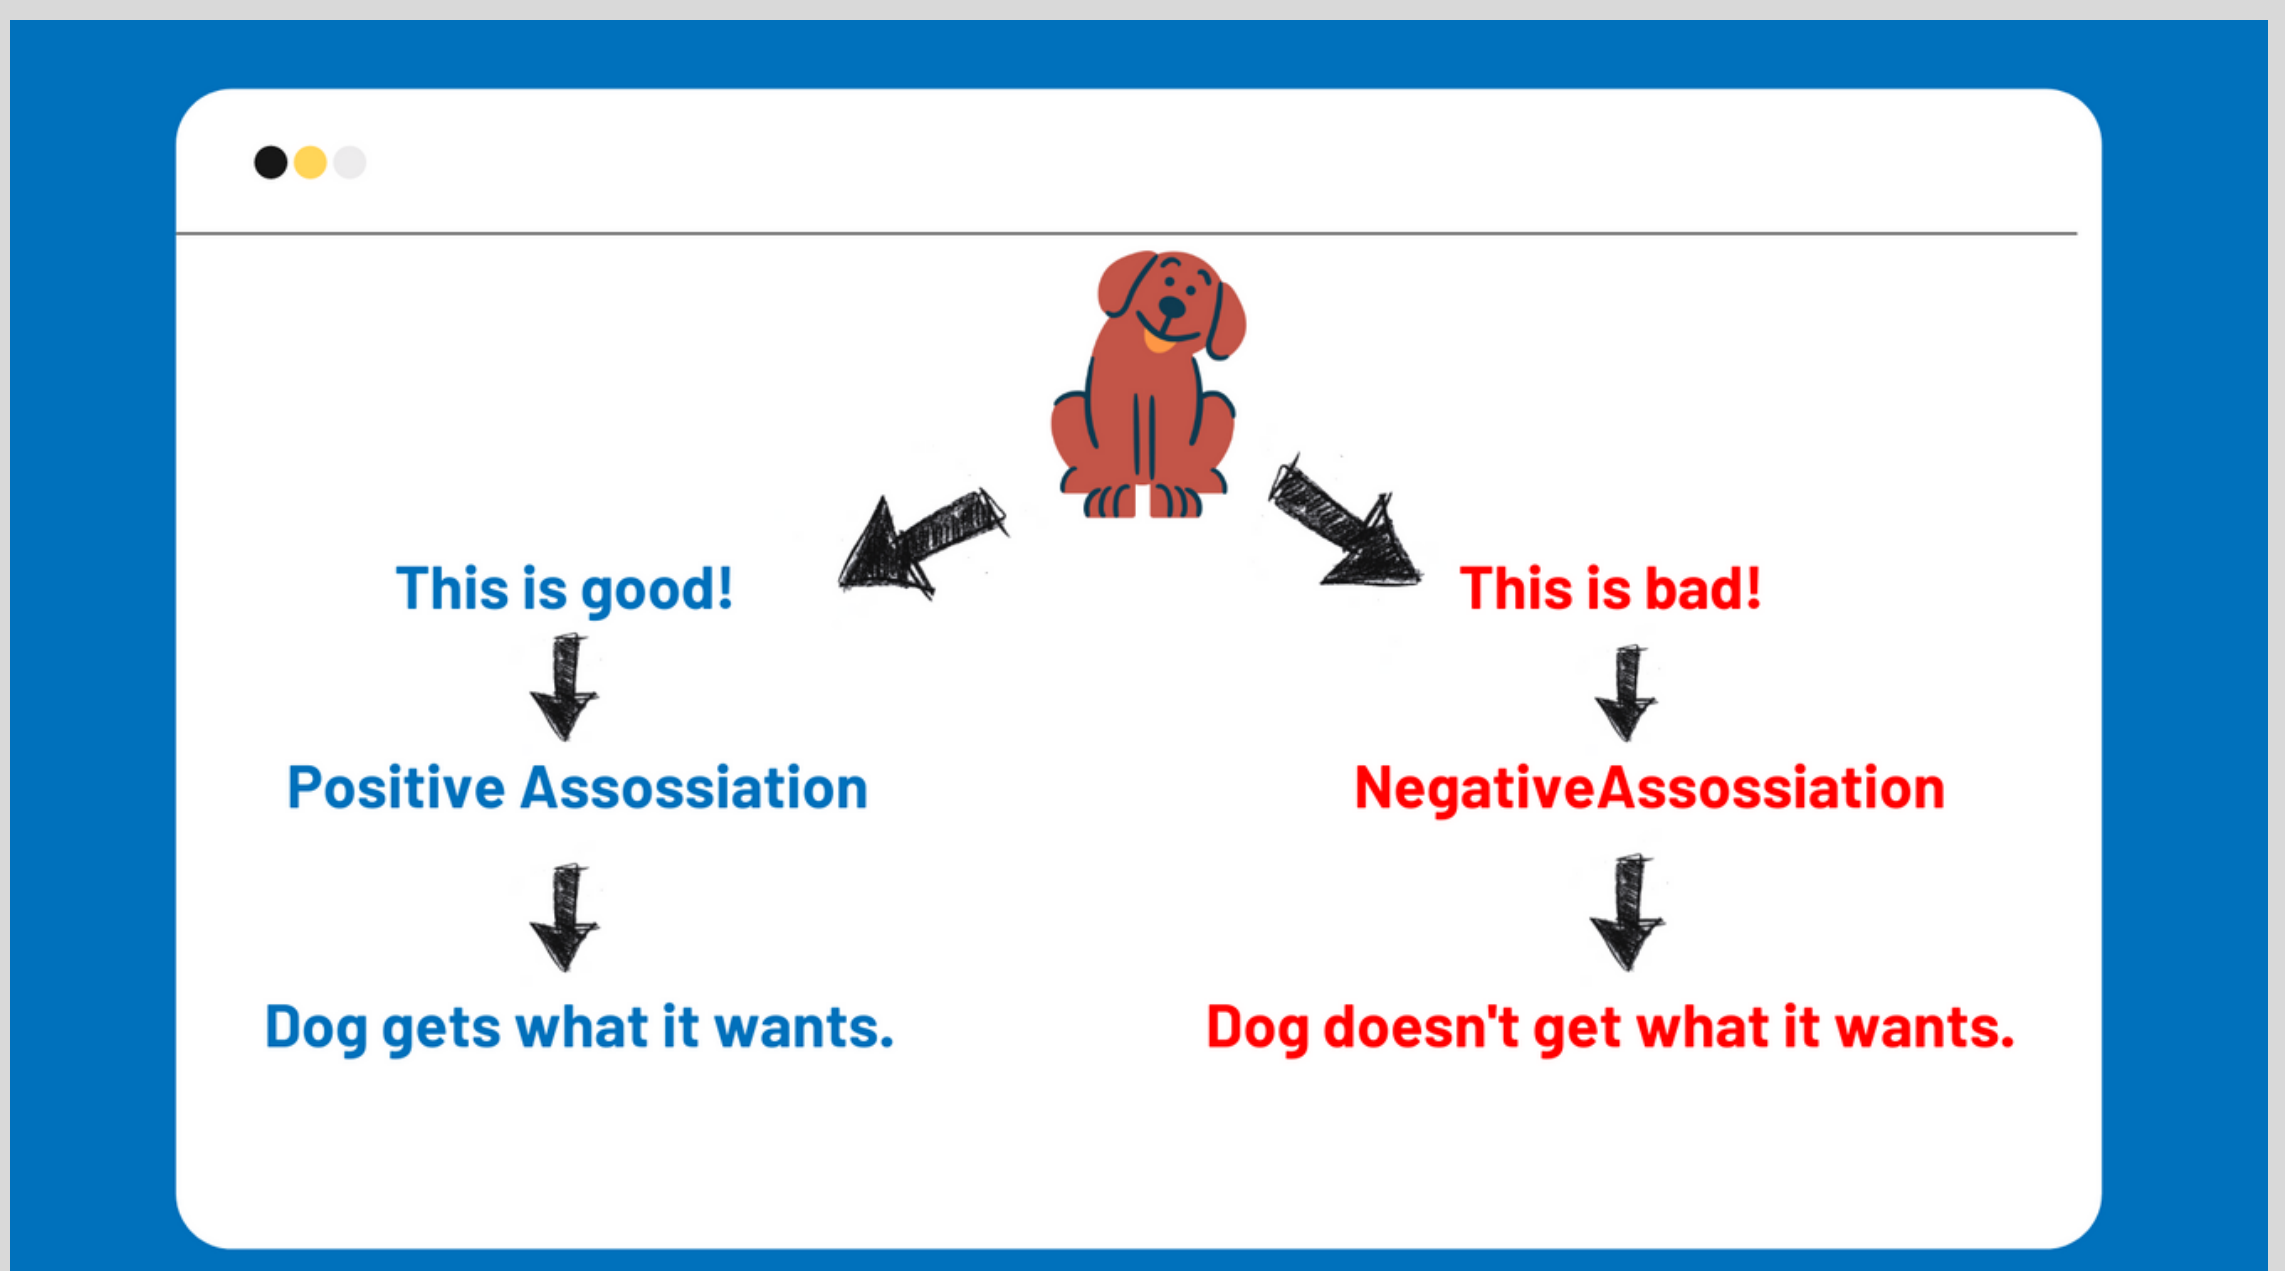 This is good!
This is bad!
Positive Assossiation
NegativeAssossiation
Dog gets what it wants.
Dog doesn't get what it wants.